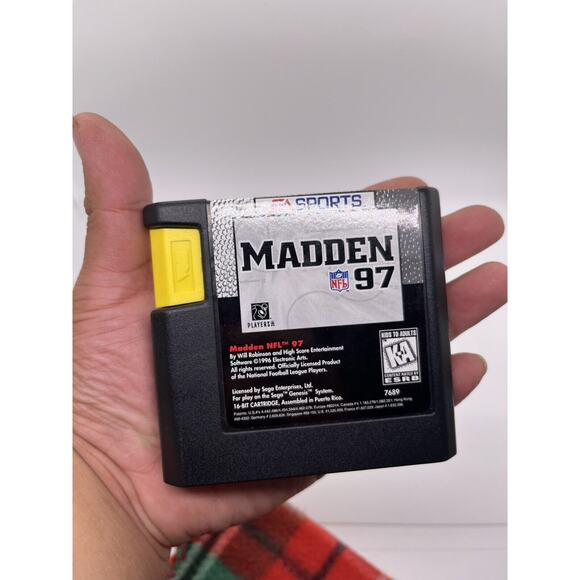 EA SPORTS
MADDEN
NFL 97
PLAYERS
Madden NFL™ 97
By Will Robinson and High Score Entertainment
Software ©1996 Electronic Arts.
All rights reserved. Officially Licensed Product
of the National Football League Players.
Licensed by Sega Enterprises, Ltd.
For play on the Sega™ Genesis™ System.
16-BIT CARTRIDGE, Assembled in Puerto Rico.
KIDS TO ADULTS
K-A
CONTENT RATED BY
ESRB
7689
Patents: U.S.#'s